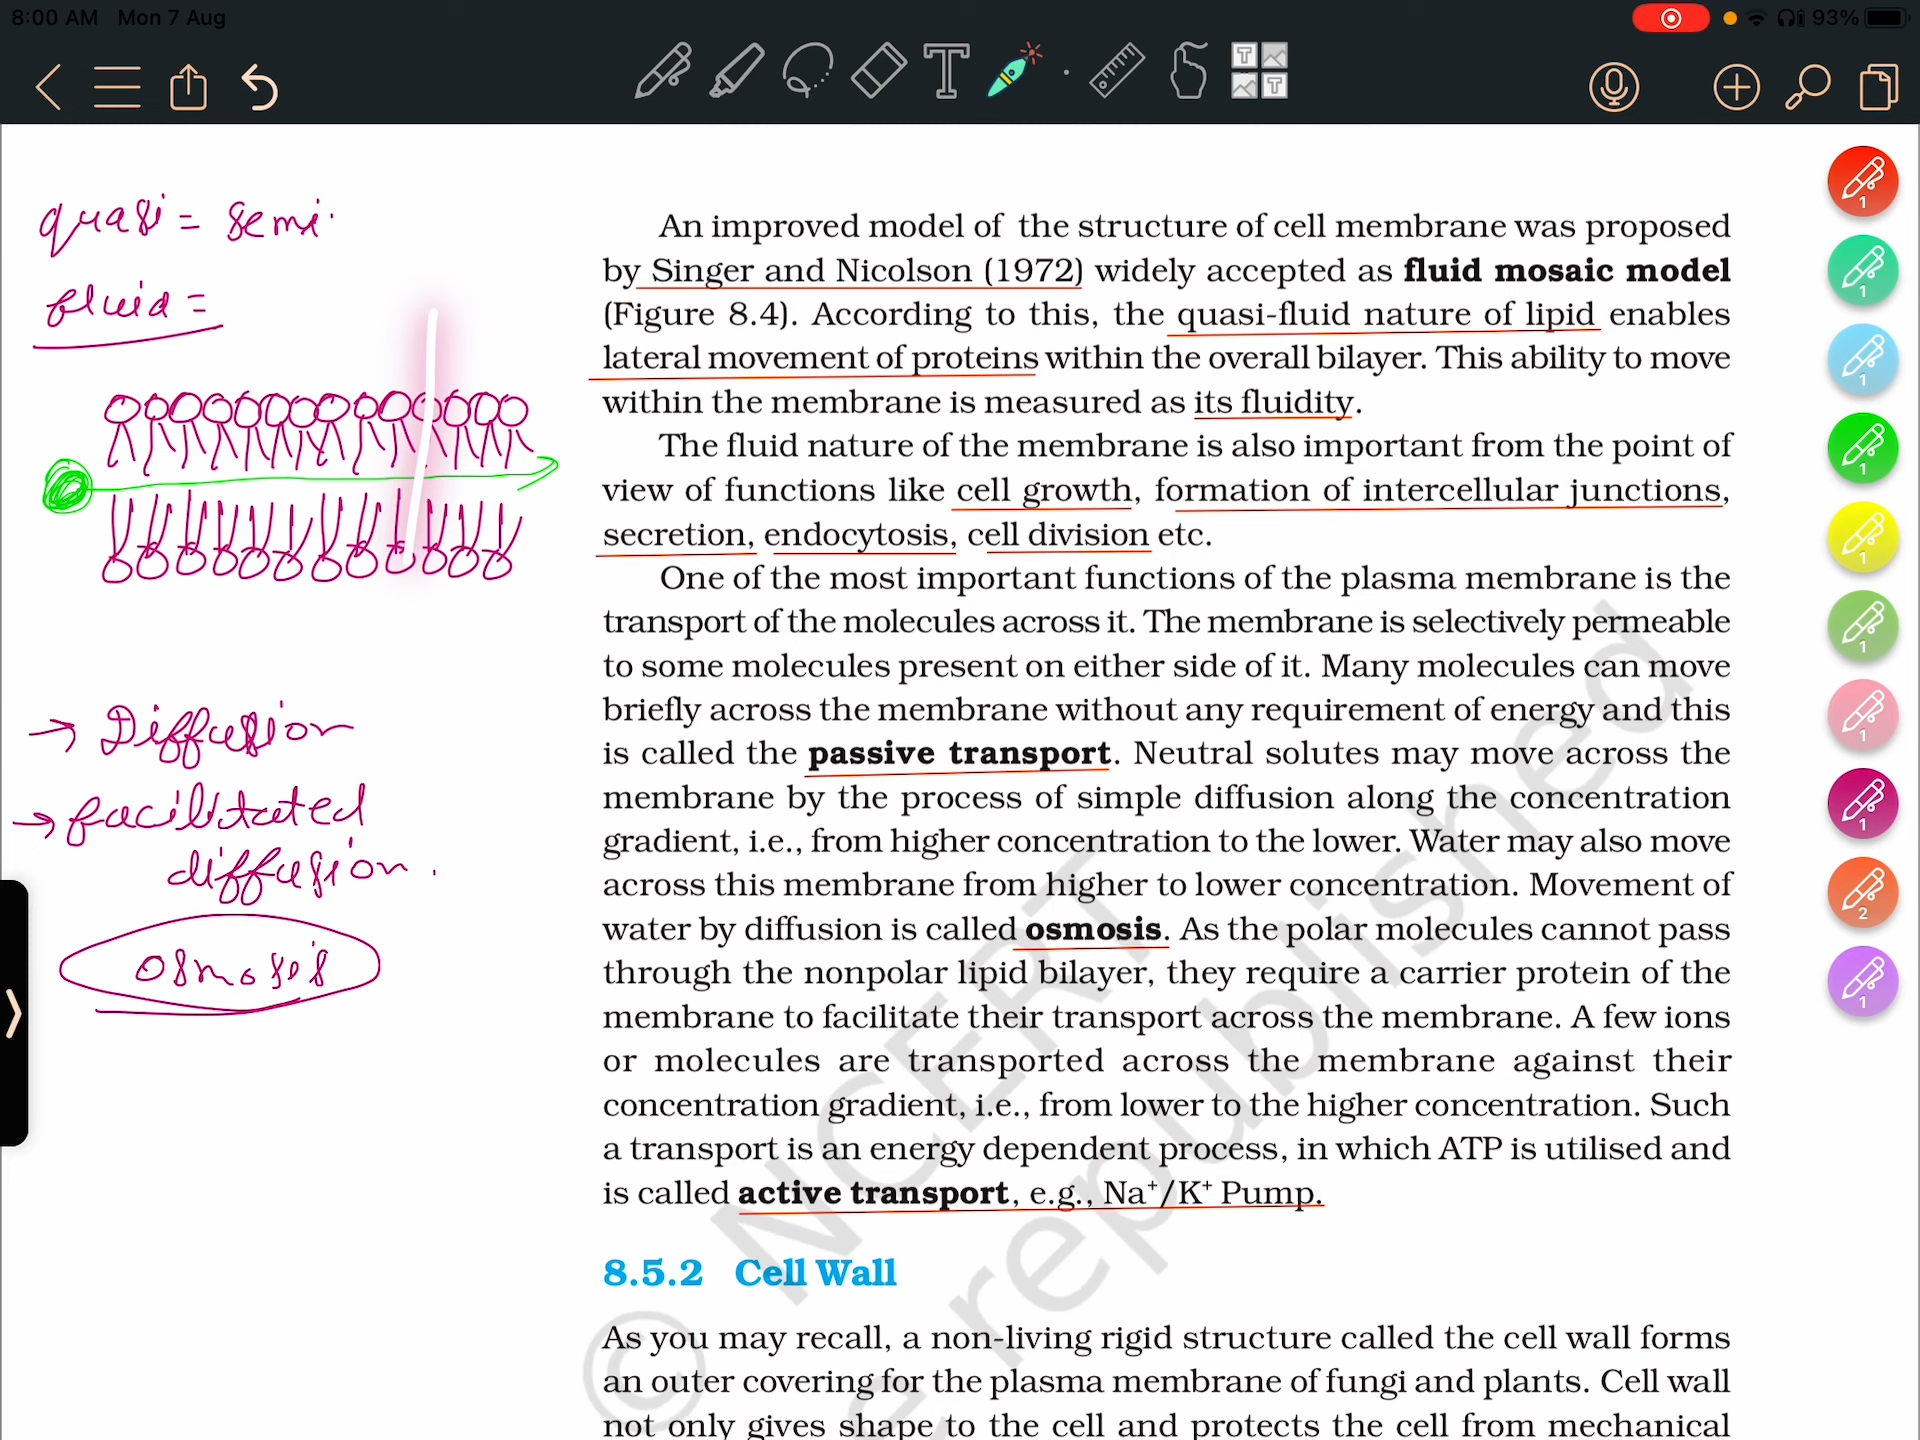 8:00 AM Mon 7 Aug
93%
quasi = semi
fluid =
→ Diffusion
→ facilitated
diffusion.
osmosis
An improved model of the structure of cell membrane was proposed
by Singer and Nicolson (1972) widely accepted as fluid mosaic model
(Figure 8.4). According to this, the quasi-fluid nature of lipid enables
lateral movement of proteins within the overall bilayer. This ability to move
within the membrane is measured as its fluidity.
The fluid nature of the membrane is also important from the point of
view of functions like cell growth, formation of intercellular junctions,
secretion, endocytosis, cell division etc.
One of the most important functions of the plasma membrane is the
transport of the molecules across it. The membrane is selectively permeable
to some molecules present on either side of it. Many molecules can move
briefly across the membrane without any requirement of energy and this
is called the passive transport. Neutral solutes may move across the
membrane by the process of simple diffusion along the concentration
gradient, i.e., from higher concentration to the lower. Water may also move
across this membrane from higher to lower concentration. Movement of
water by diffusion is called osmosis. As the polar molecules cannot pass
through the nonpolar lipid bilayer, they require a carrier protein of the
membrane to facilitate their transport across the membrane. A few ions
or molecules are transported across the membrane against their
concentration gradient, i.e., from lower to the higher concentration. Such
a transport is an energy dependent process, in which ATP is utilised and
is called active transport, e.g., Na⁺/K⁺ Pump.
8.5.2 Cell Wall
As you may recall, a non-living rigid structure called the cell wall forms
an outer covering for the plasma membrane of fungi and plants. Cell wall
not only gives shape to the cell and protects the cell from mechanical
© NCERT
republished
1
1
1
1
1
1
1
1
2
1